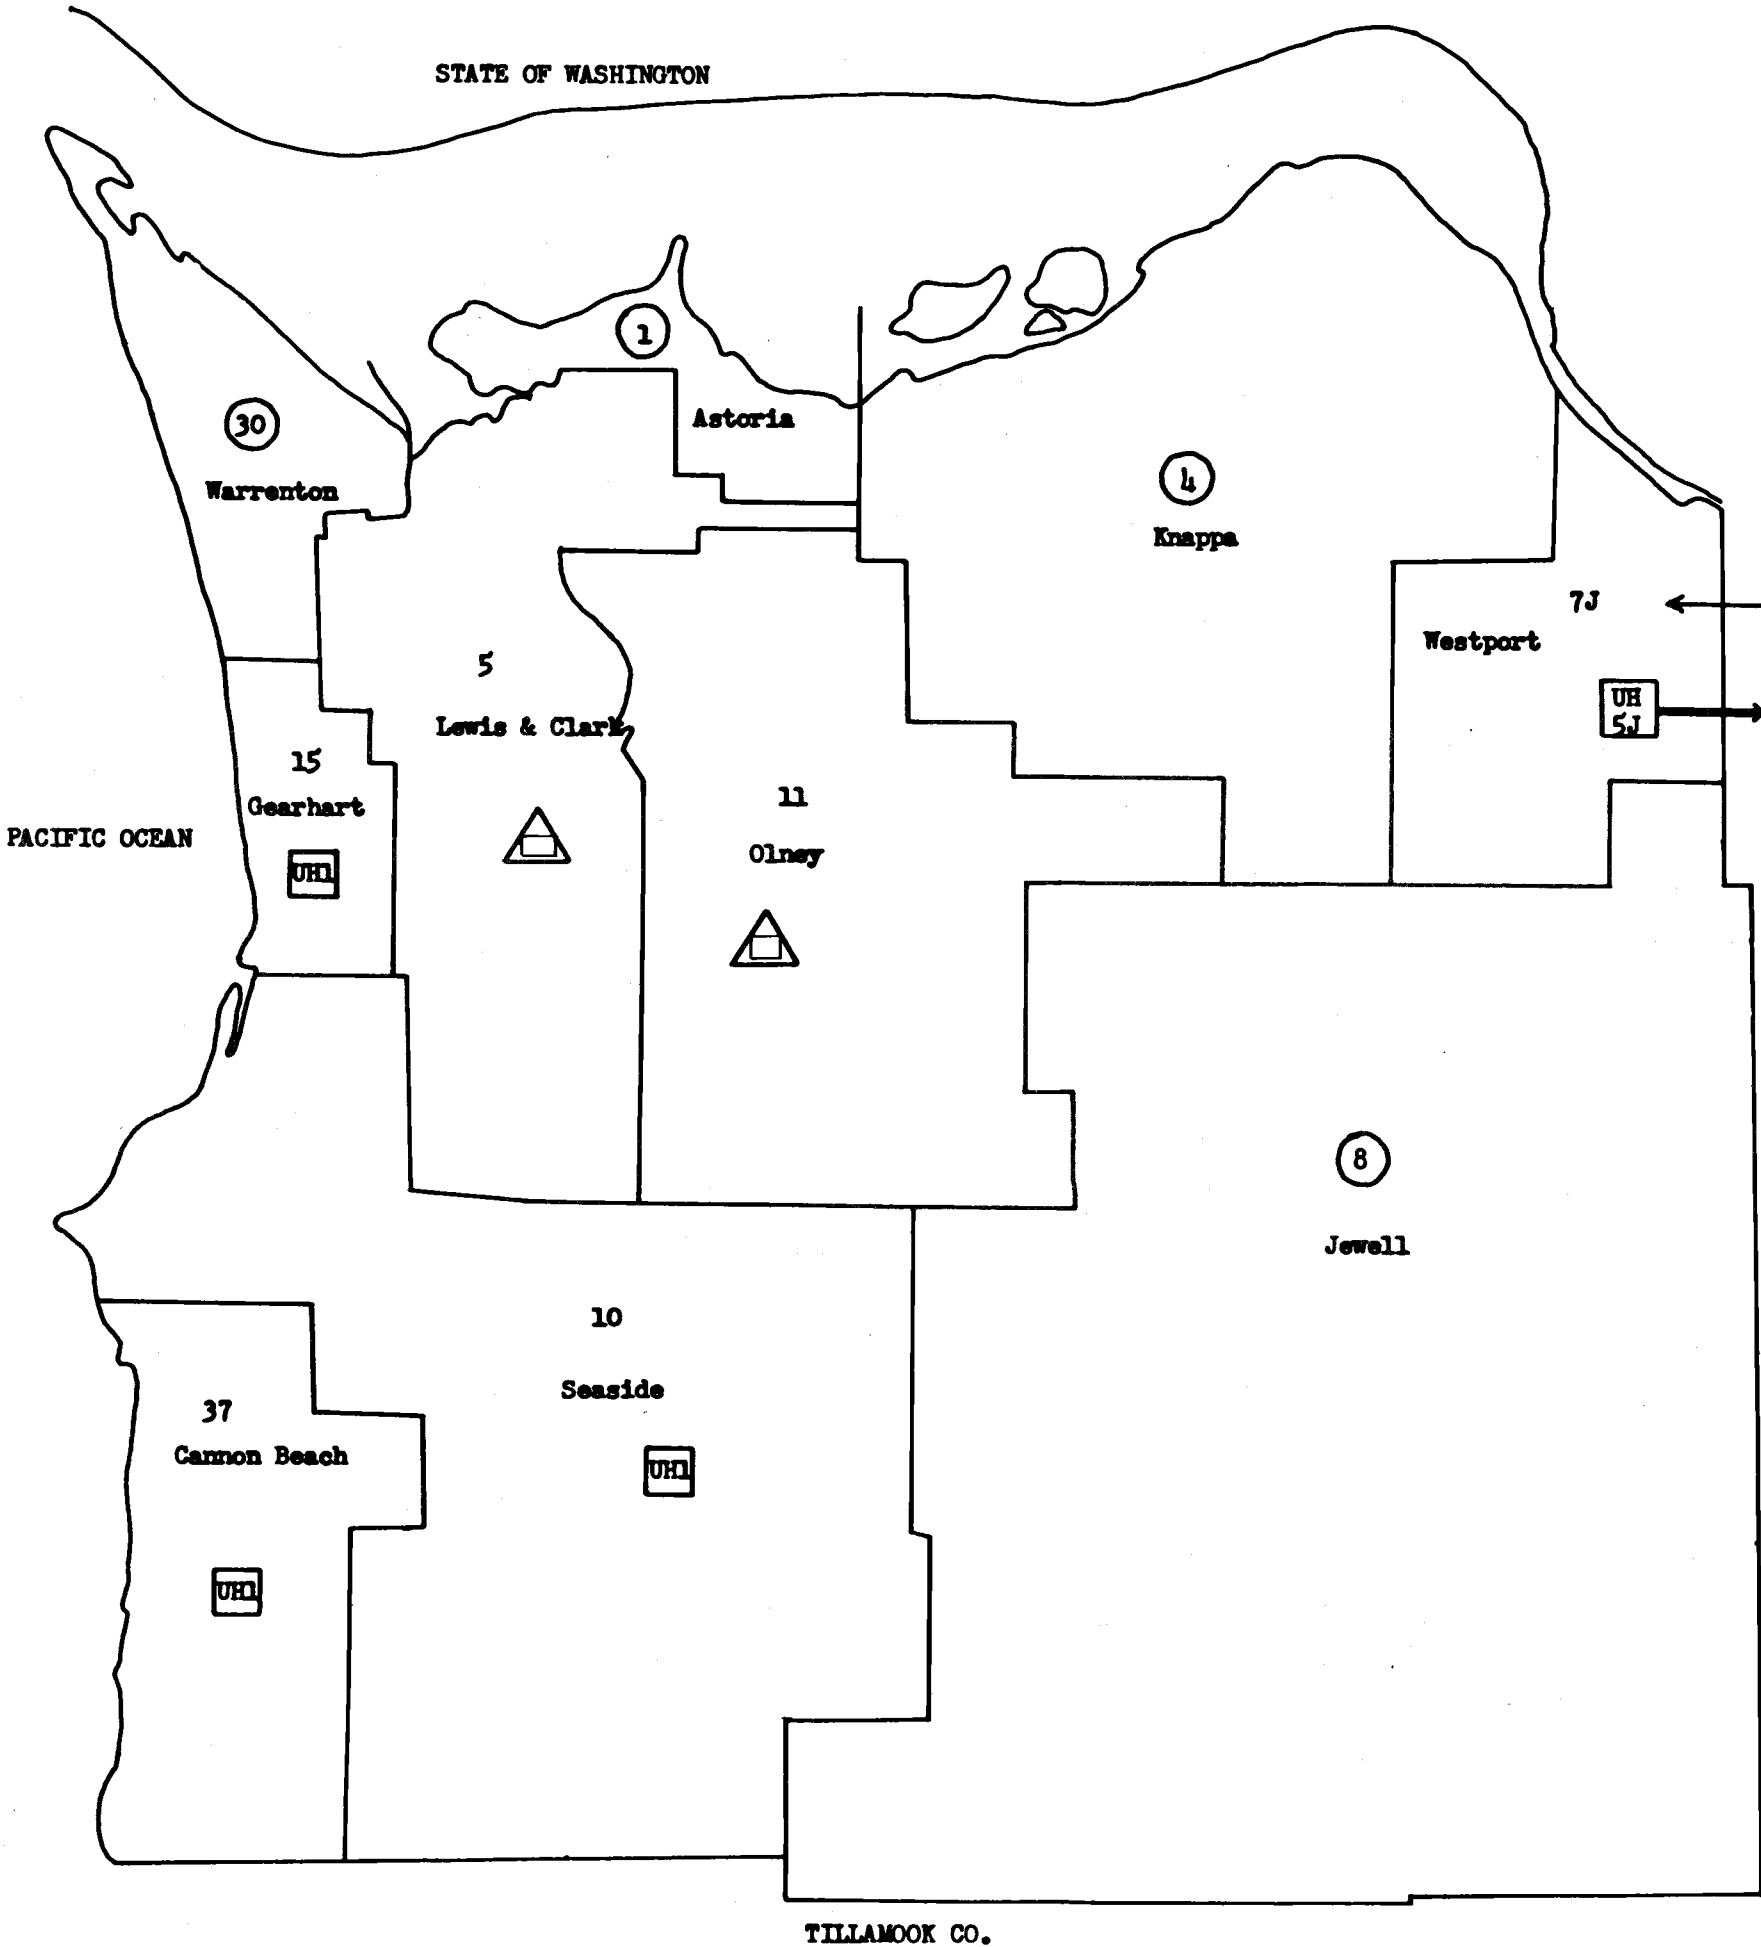 STATE OF WASHINGTON
1
Astoria
30
Warrenton
4
Knappa
7J
Westport
UH
5J
5
Lewis & Clark
15
Gearhart
UH1
PACIFIC OCEAN
11
Olney
8
Jewell
10
Seaside
UH1
37
Cannon Beach
UH1
TILLAMOOK CO.